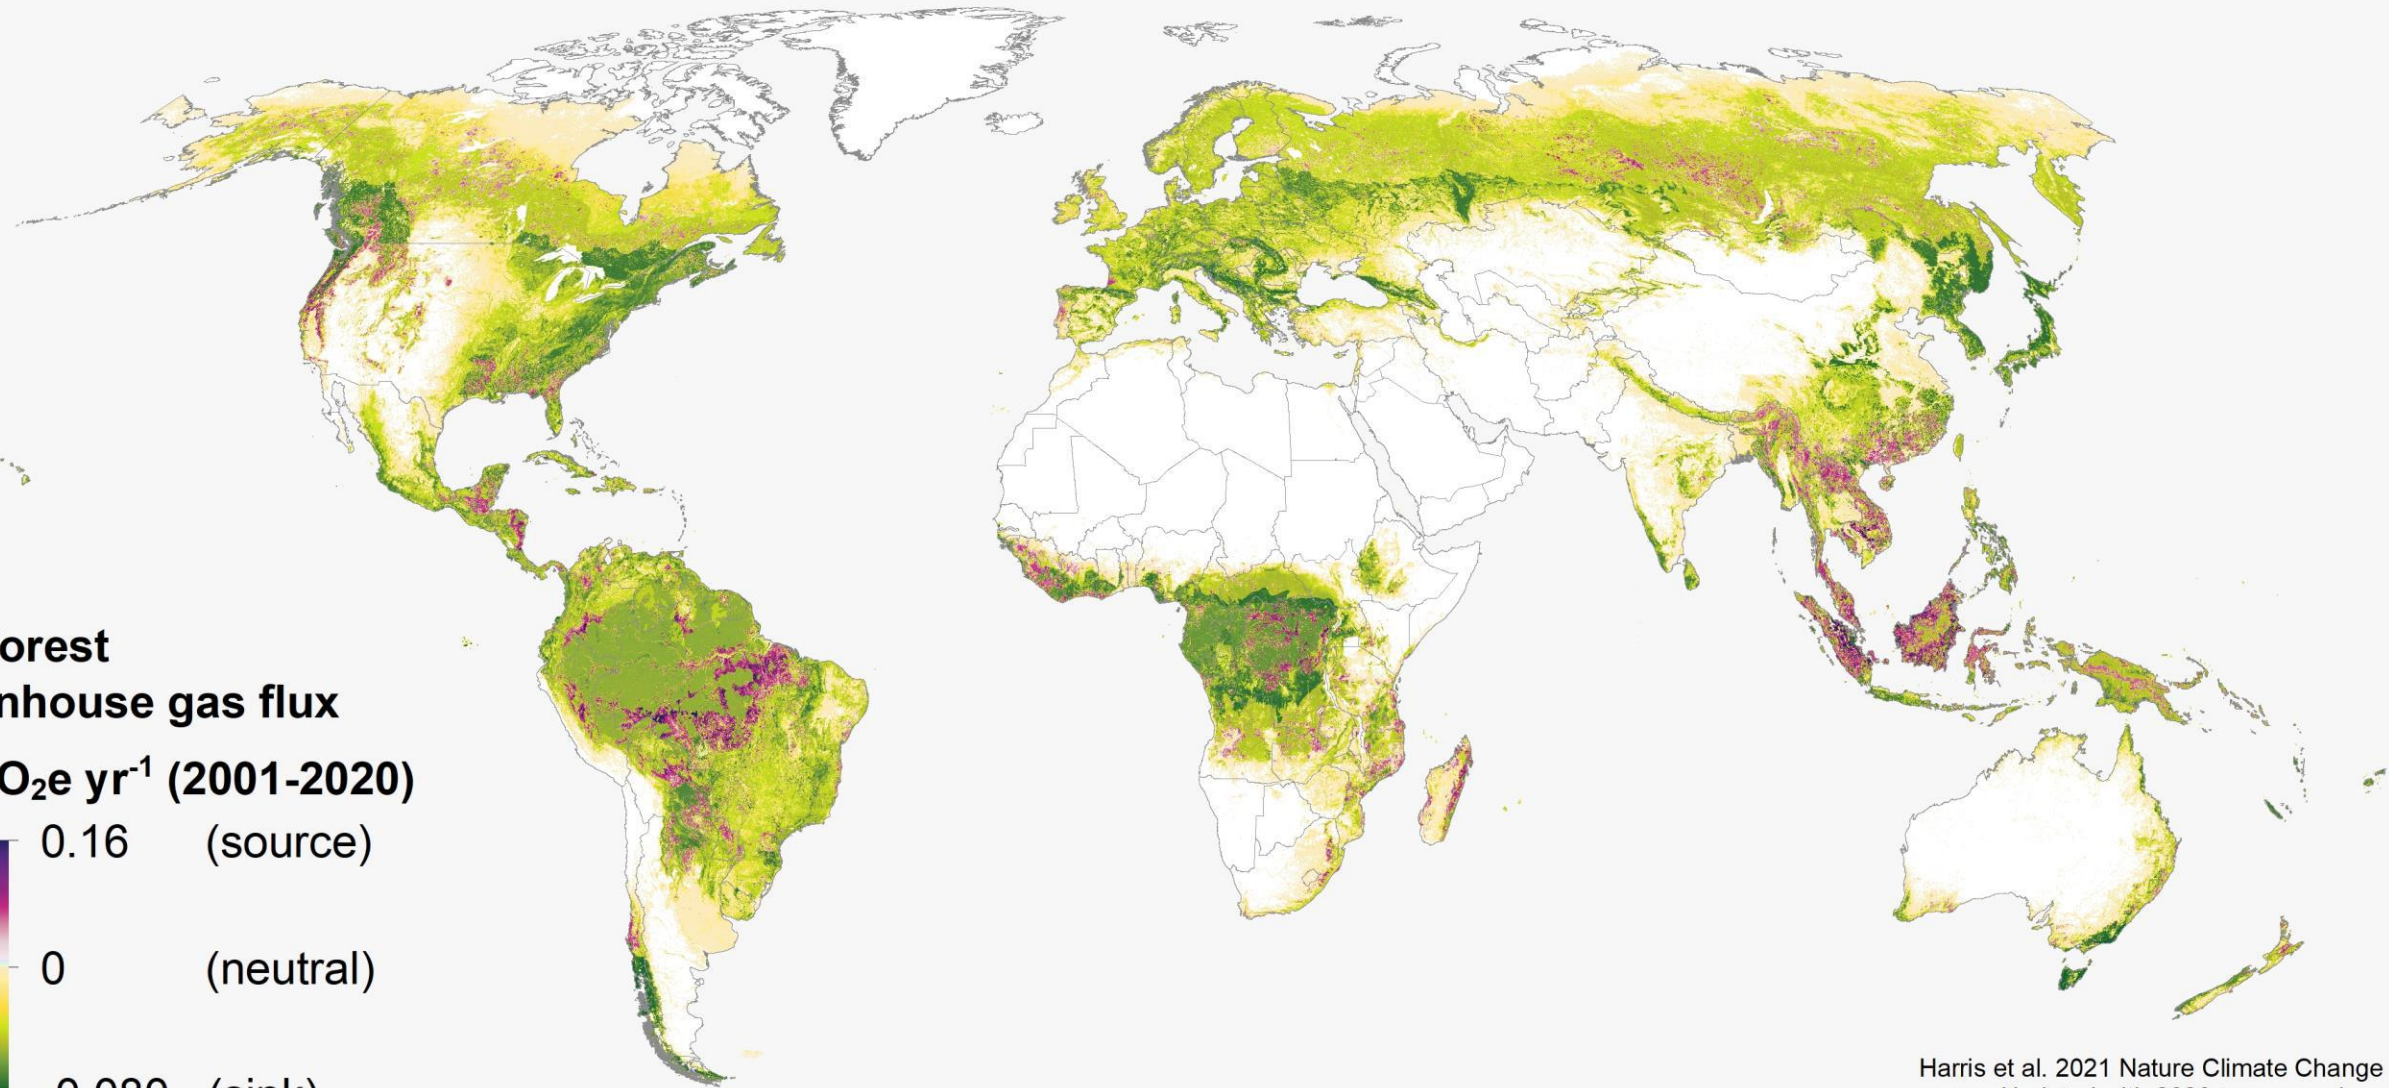 orest
nhouse gas flux
O₂e yr⁻¹ (2001-2020)
0.16 (source)
0 (neutral)
Harris et al. 2021 Nature Climate Change